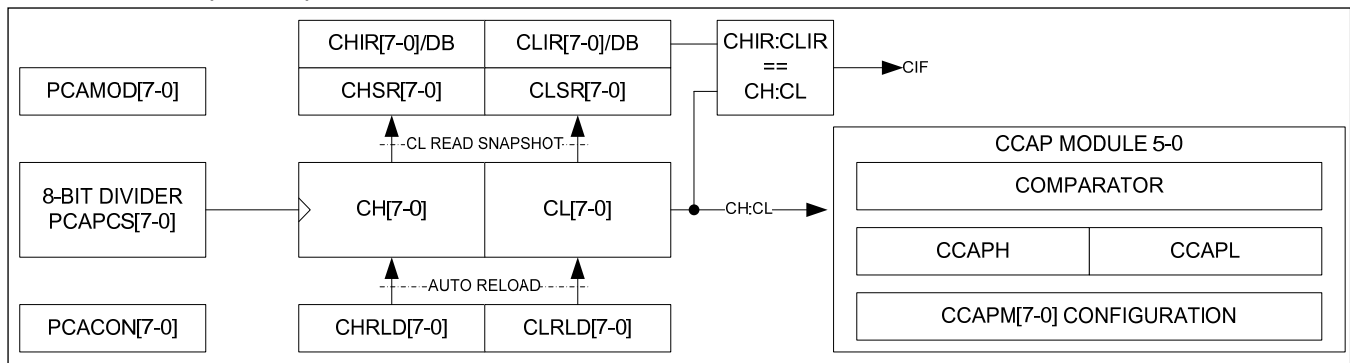 CHIR[7-0]/DB
CLIR[7-0]/DB
CHIR:CLIR
==
CH:CL
CIF
PCAMOD[7-0]
CHSR[7-0]
CLSR[7-0]
CL READ SNAPSHOT
CCAP MODULE 5-0
COMPARATOR
8-BIT DIVIDER
PCAPCS[7-0]
CH[7-0]
CL[7-0]
CH:CL
CCAPH
CCAPL
AUTO RELOAD
PCACON[7-0]
CHRLD[7-0]
CLRLD[7-0]
CCAPM[7-0] CONFIGURATION